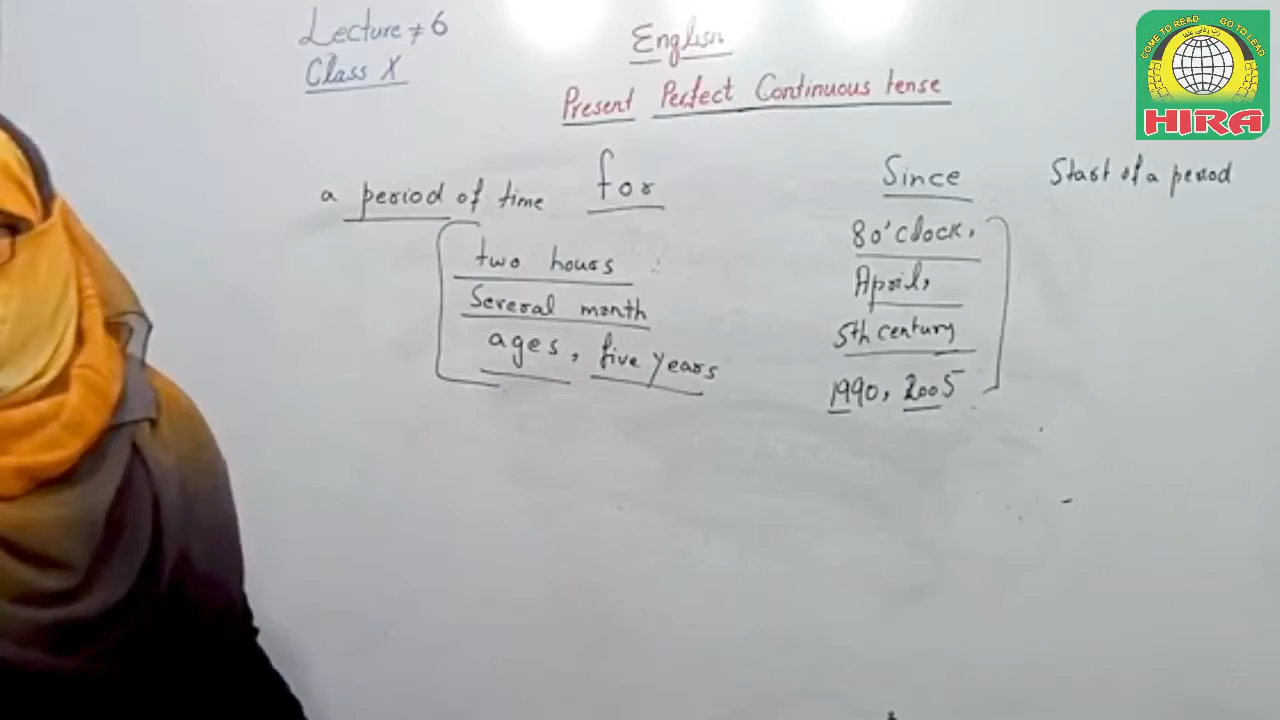 Lecture # 6
Class X
English
Present Perfect Continuous tense
a period of time for
two hours
Several month
ages, five years
Since Start of a period
8 o'clock,
April,
5th century
1990, 2005
COME TO READ GO TO LEAD
HIRA